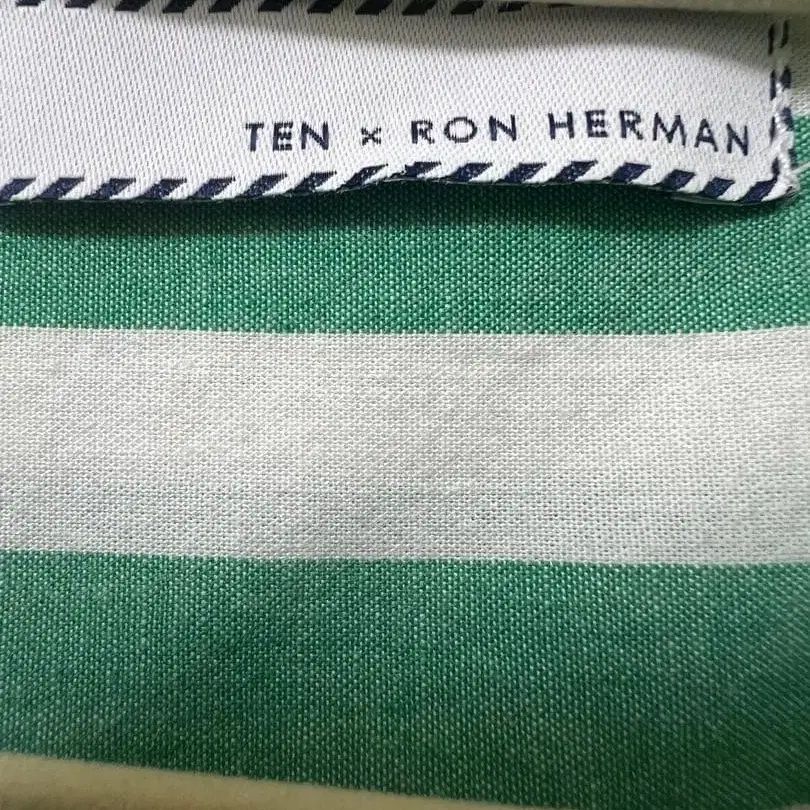 TEN × RON HERMAN